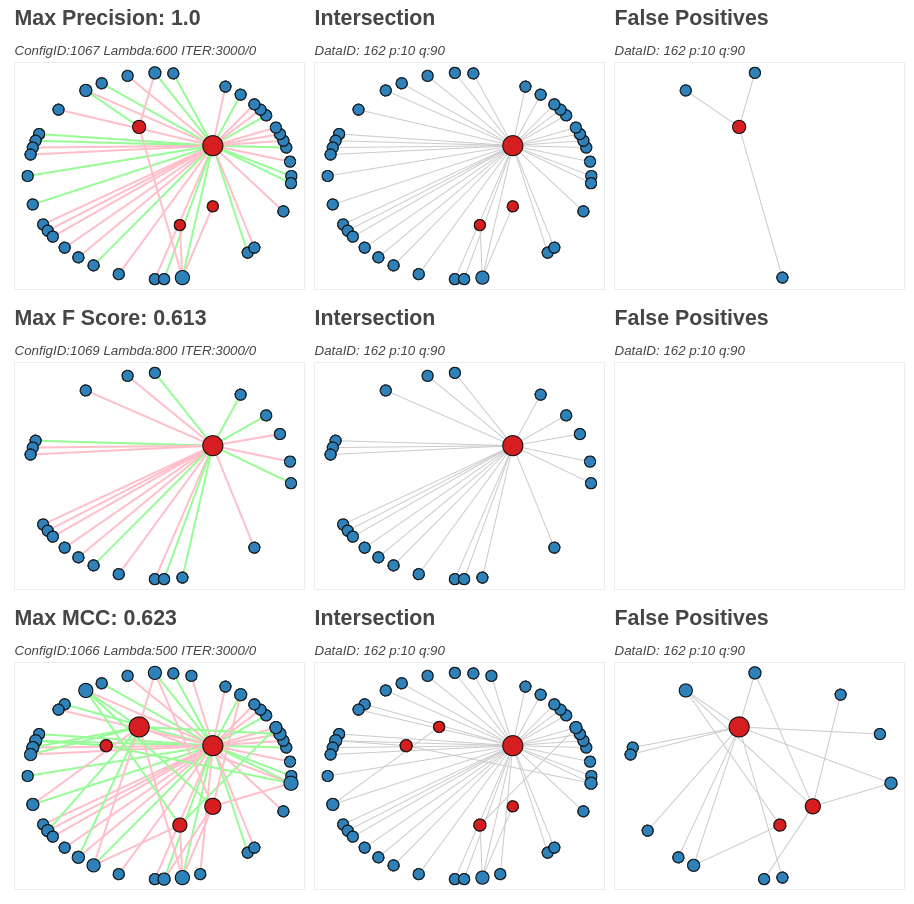 Max Precision: 1.0
Intersection
False Positives
ConfigID:1067 Lambda:600 ITER:3000/0
DataID: 162 p:10 q:90
DataID: 162 p:10 q:90
Max F Score: 0.613
Intersection
False Positives
ConfigID:1069 Lambda:800 ITER:3000/0
DataID: 162 p:10 q:90
DataID: 162 p:10 q:90
Max MCC: 0.623
Intersection
False Positives
ConfigID:1066 Lambda:500 ITER:3000/0
DataID: 162 p:10 q:90
DataID: 162 p:10 q:90